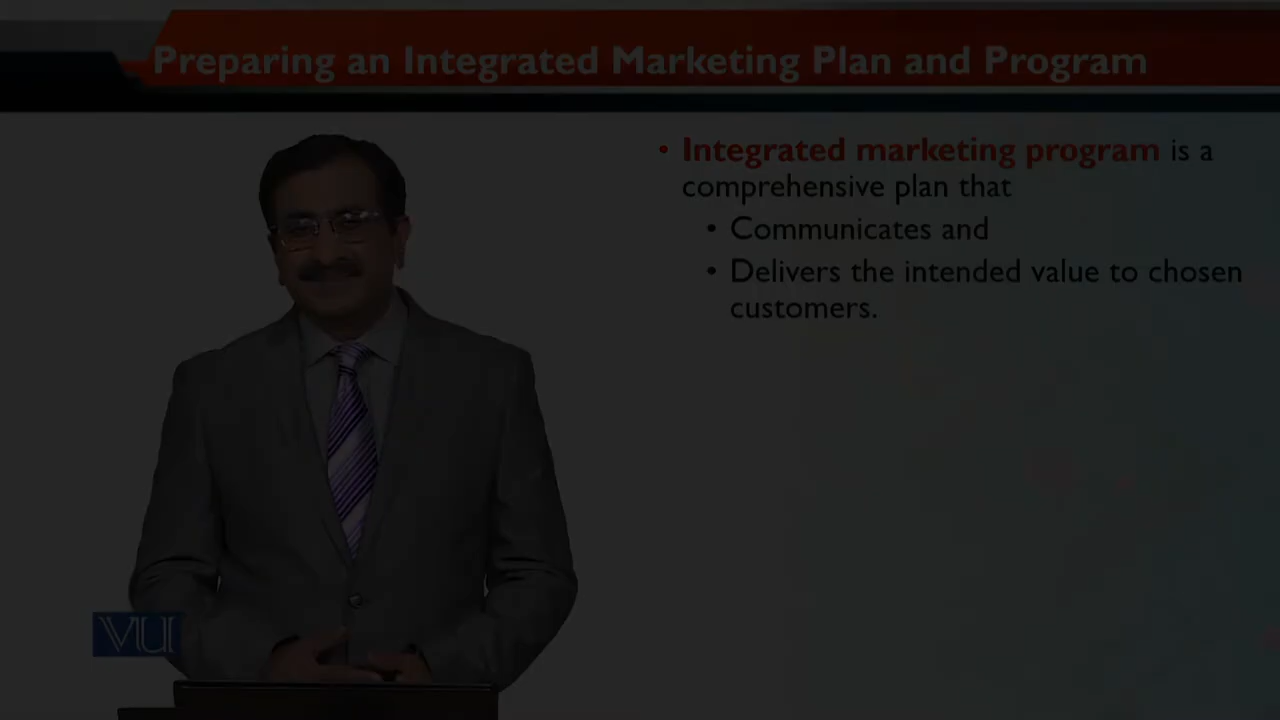 Preparing an Integrated Marketing Plan and Program
• Integrated marketing program is a
comprehensive plan that
• Communicates and
• Delivers the intended value to chosen
customers.
VU